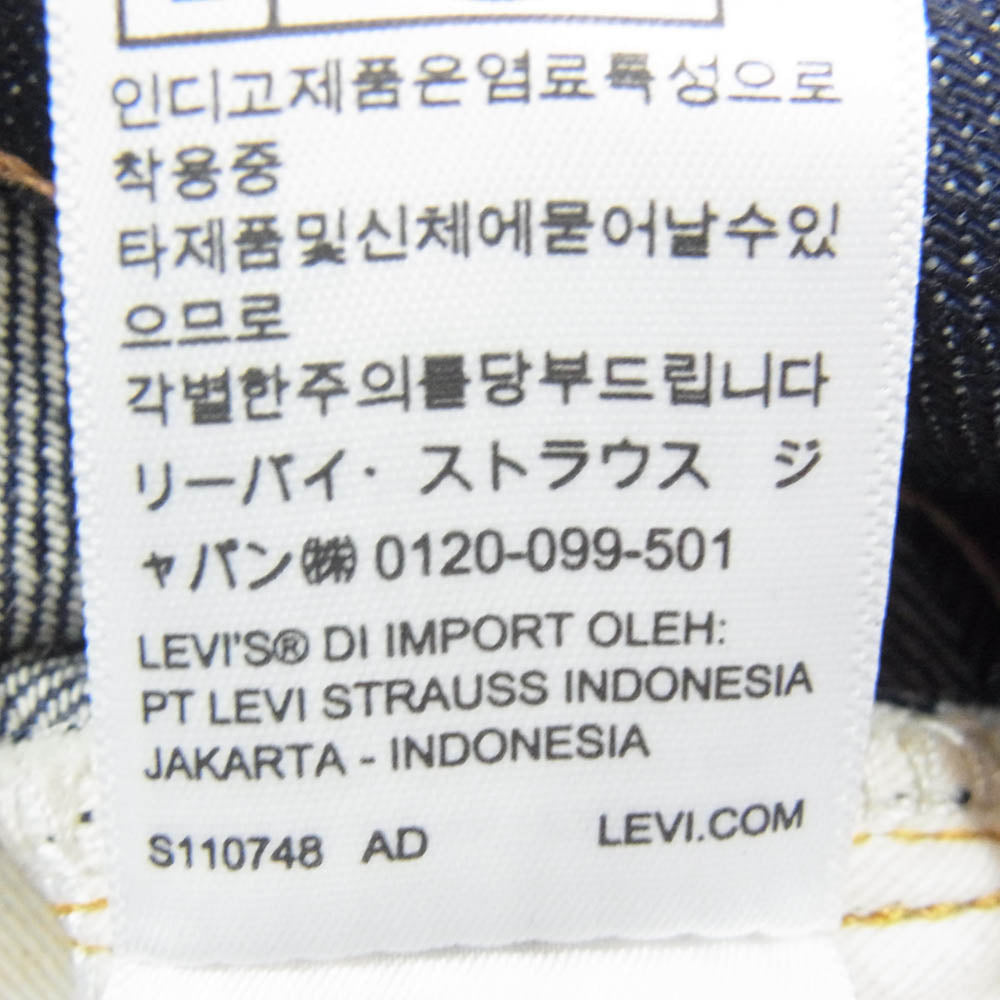 인디고제품은염료특성으로
착용중
타제품및신체에묻어날수있
으므로
각별한주의를당부드립니다
リーバイ・ストラウス ジ
ャパン㈱ 0120-099-501
LEVI'S® DI IMPORT OLEH:
PT LEVI STRAUSS INDONESIA
JAKARTA - INDONESIA
S110748 AD LEVI.COM